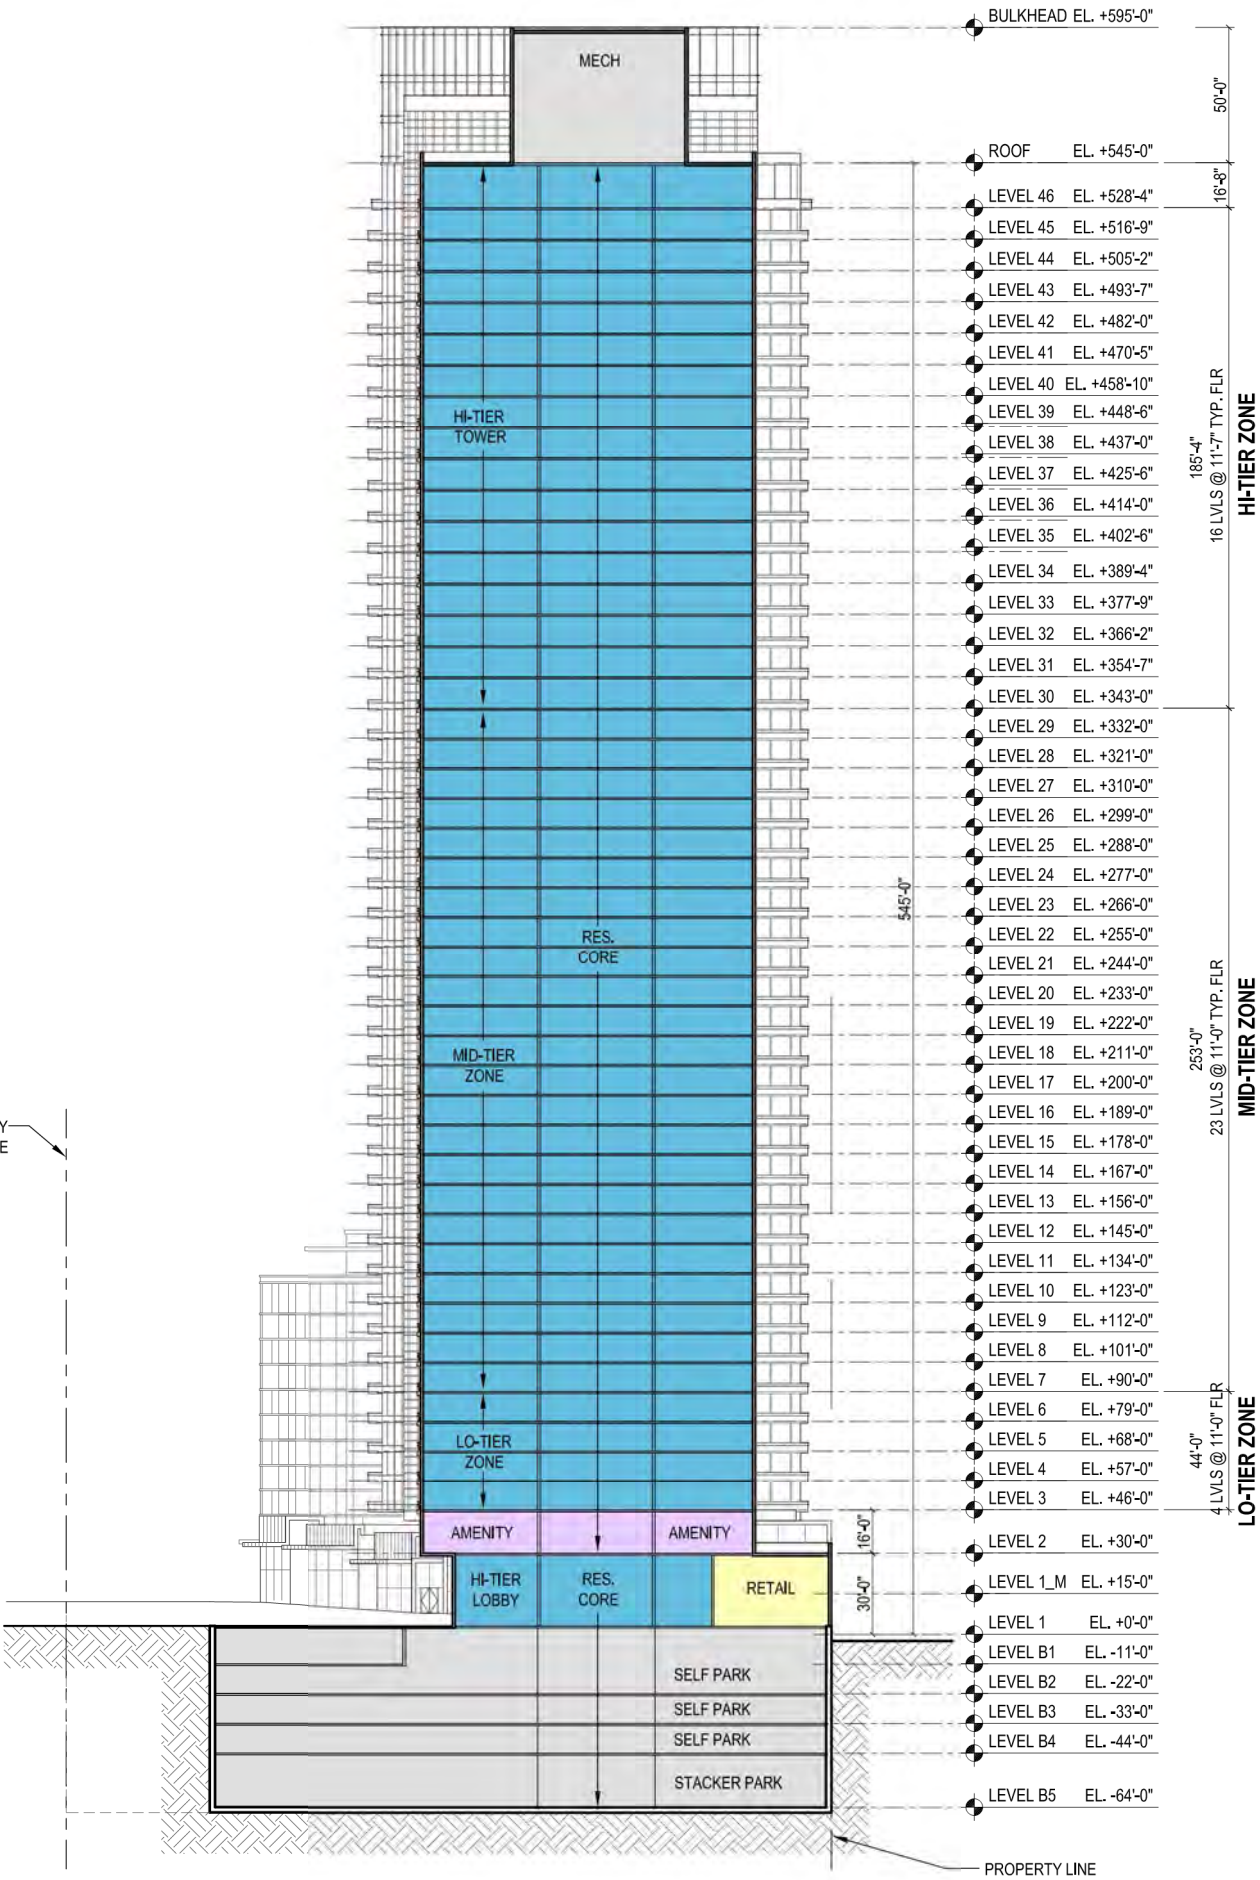 BULKHEAD EL. +595'-0"
MECH
50'-0"
ROOF EL. +545'-0"
16'-8"
LEVEL 46 EL. +528'-4"
LEVEL 45 EL. +516'-9"
LEVEL 44 EL. +505'-2"
LEVEL 43 EL. +493'-7"
LEVEL 42 EL. +482'-0"
LEVEL 41 EL. +470'-5"
LEVEL 40 EL. +458'-10"
LEVEL 39 EL. +448'-6"
LEVEL 38 EL. +437'-0"
LEVEL 37 EL. +425'-6"
LEVEL 36 EL. +414'-0"
LEVEL 35 EL. +402'-6"
LEVEL 34 EL. +389'-4"
LEVEL 33 EL. +377'-9"
LEVEL 32 EL. +366'-2"
LEVEL 31 EL. +354'-7"
LEVEL 30 EL. +343'-0"
HI-TIER
TOWER
185'-4"
16 LVLS @ 11'-7" TYP. FLR
HI-TIER ZONE
LEVEL 29 EL. +332'-0"
LEVEL 28 EL. +321'-0"
LEVEL 27 EL. +310'-0"
LEVEL 26 EL. +299'-0"
LEVEL 25 EL. +288'-0"
LEVEL 24 EL. +277'-0"
LEVEL 23 EL. +266'-0"
LEVEL 22 EL. +255'-0"
LEVEL 21 EL. +244'-0"
LEVEL 20 EL. +233'-0"
LEVEL 19 EL. +222'-0"
LEVEL 18 EL. +211'-0"
LEVEL 17 EL. +200'-0"
LEVEL 16 EL. +189'-0"
LEVEL 15 EL. +178'-0"
LEVEL 14 EL. +167'-0"
LEVEL 13 EL. +156'-0"
LEVEL 12 EL. +145'-0"
LEVEL 11 EL. +134'-0"
LEVEL 10 EL. +123'-0"
LEVEL 9 EL. +112'-0"
LEVEL 8 EL. +101'-0"
LEVEL 7 EL. +90'-0"
545'-0"
RES.
CORE
MID-TIER
ZONE
253'-0"
23 LVLS @ 11'-0" TYP. FLR
MID-TIER ZONE
Y
E
LEVEL 6 EL. +79'-0"
LEVEL 5 EL. +68'-0"
LEVEL 4 EL. +57'-0"
LEVEL 3 EL. +46'-0"
LO-TIER
ZONE
44'-0"
4 LVLS @ 11'-0" FLR
LO-TIER ZONE
AMENITY
AMENITY
16'-0"
LEVEL 2 EL. +30'-0"
HI-TIER
LOBBY
RES.
CORE
RETAIL
30'-0"
LEVEL 1_M EL. +15'-0"
LEVEL 1 EL. +0'-0"
LEVEL B1 EL. -11'-0"
LEVEL B2 EL. -22'-0"
LEVEL B3 EL. -33'-0"
LEVEL B4 EL. -44'-0"
LEVEL B5 EL. -64'-0"
SELF PARK
SELF PARK
SELF PARK
STACKER PARK
PROPERTY LINE